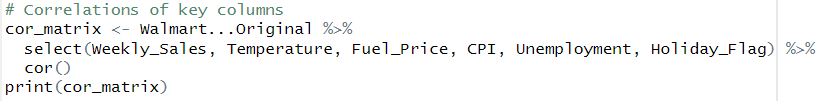 # Correlations of key columns
cor_matrix <- Walmart...Original %>%
  select(Weekly_Sales, Temperature, Fuel_Price, CPI, Unemployment, Holiday_Flag) %>%
  cor()
print(cor_matrix)